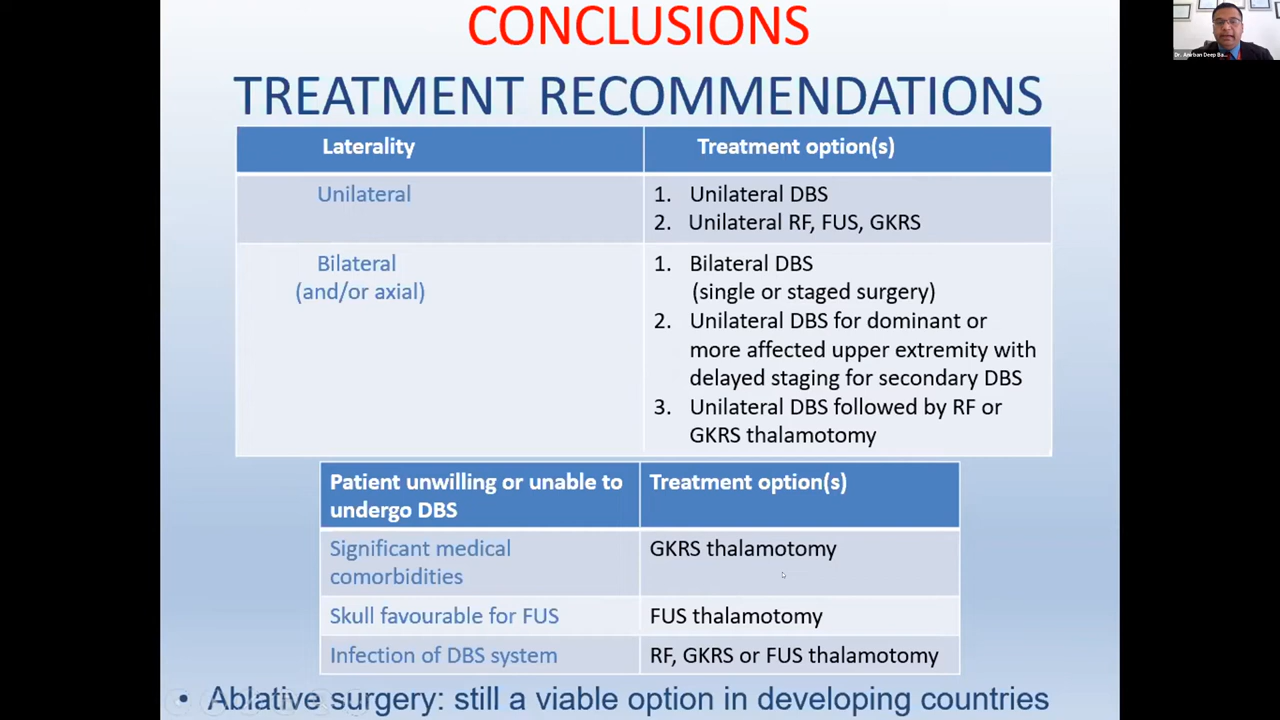 CONCLUSIONS
TREATMENT RECOMMENDATIONS
Laterality Treatment option(s)
Unilateral
1. Unilateral DBS
2. Unilateral RF, FUS, GKRS
Bilateral
(and/or axial)
1. Bilateral DBS
(single or staged surgery)
2. Unilateral DBS for dominant or
more affected upper extremity with
delayed staging for secondary DBS
3. Unilateral DBS followed by RF or
GKRS thalamotomy
Patient unwilling or unable to
undergo DBS
Treatment option(s)
Significant medical
comorbidities
GKRS thalamotomy
Skull favourable for FUS
FUS thalamotomy
Infection of DBS system
RF, GKRS or FUS thalamotomy
• Ablative surgery: still a viable option in developing countries
Dr. Anirban Deep Ba...